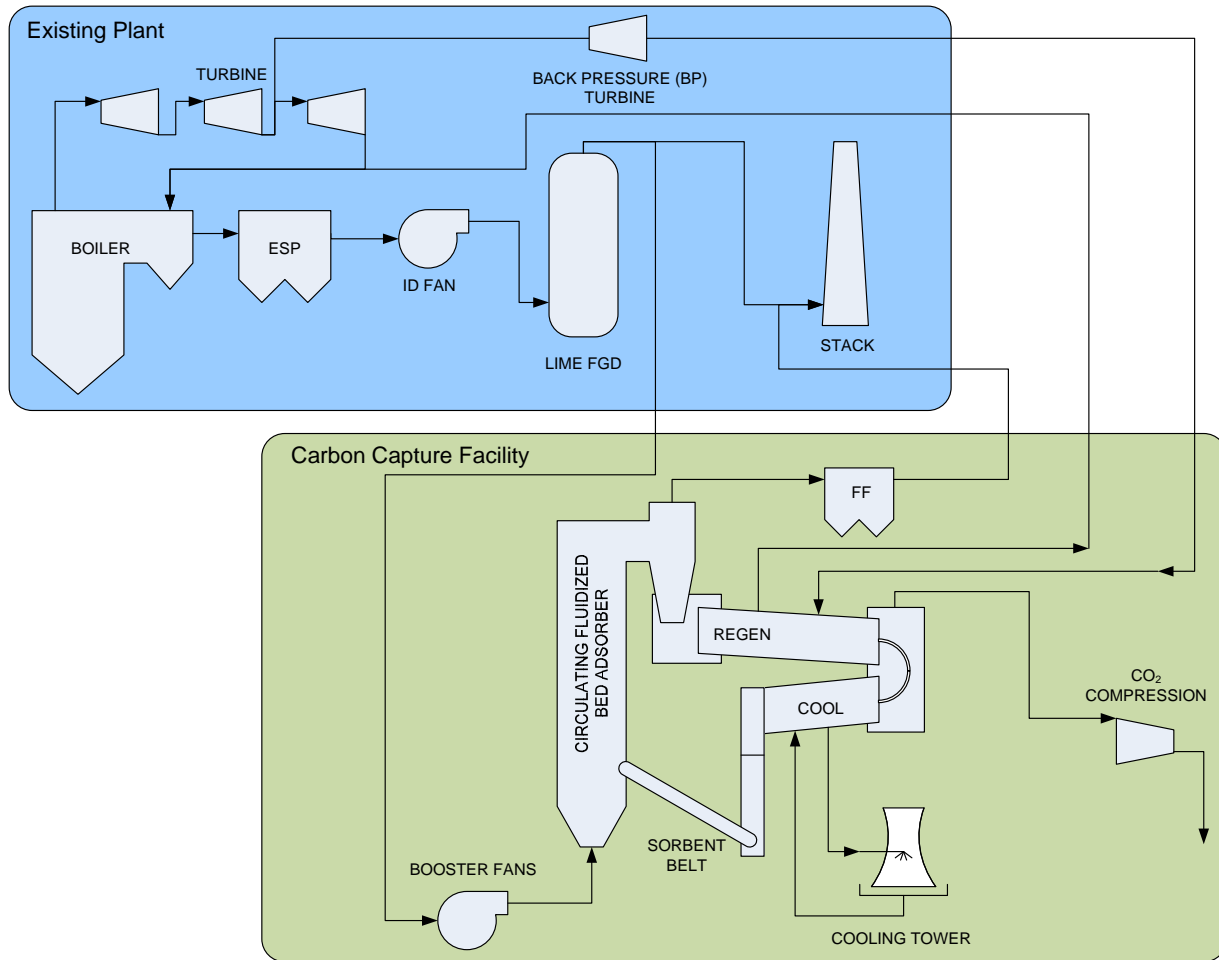 Existing Plant
TURBINE
BACK PRESSURE (BP)
TURBINE
BOILER
ESP
ID FAN
LIME FGD
STACK
Carbon Capture Facility
FF
CIRCULATING FLUIDIZED
BED ADSORBER
REGEN
COOL
CO₂
COMPRESSION
SORBENT
BELT
BOOSTER FANS
COOLING TOWER